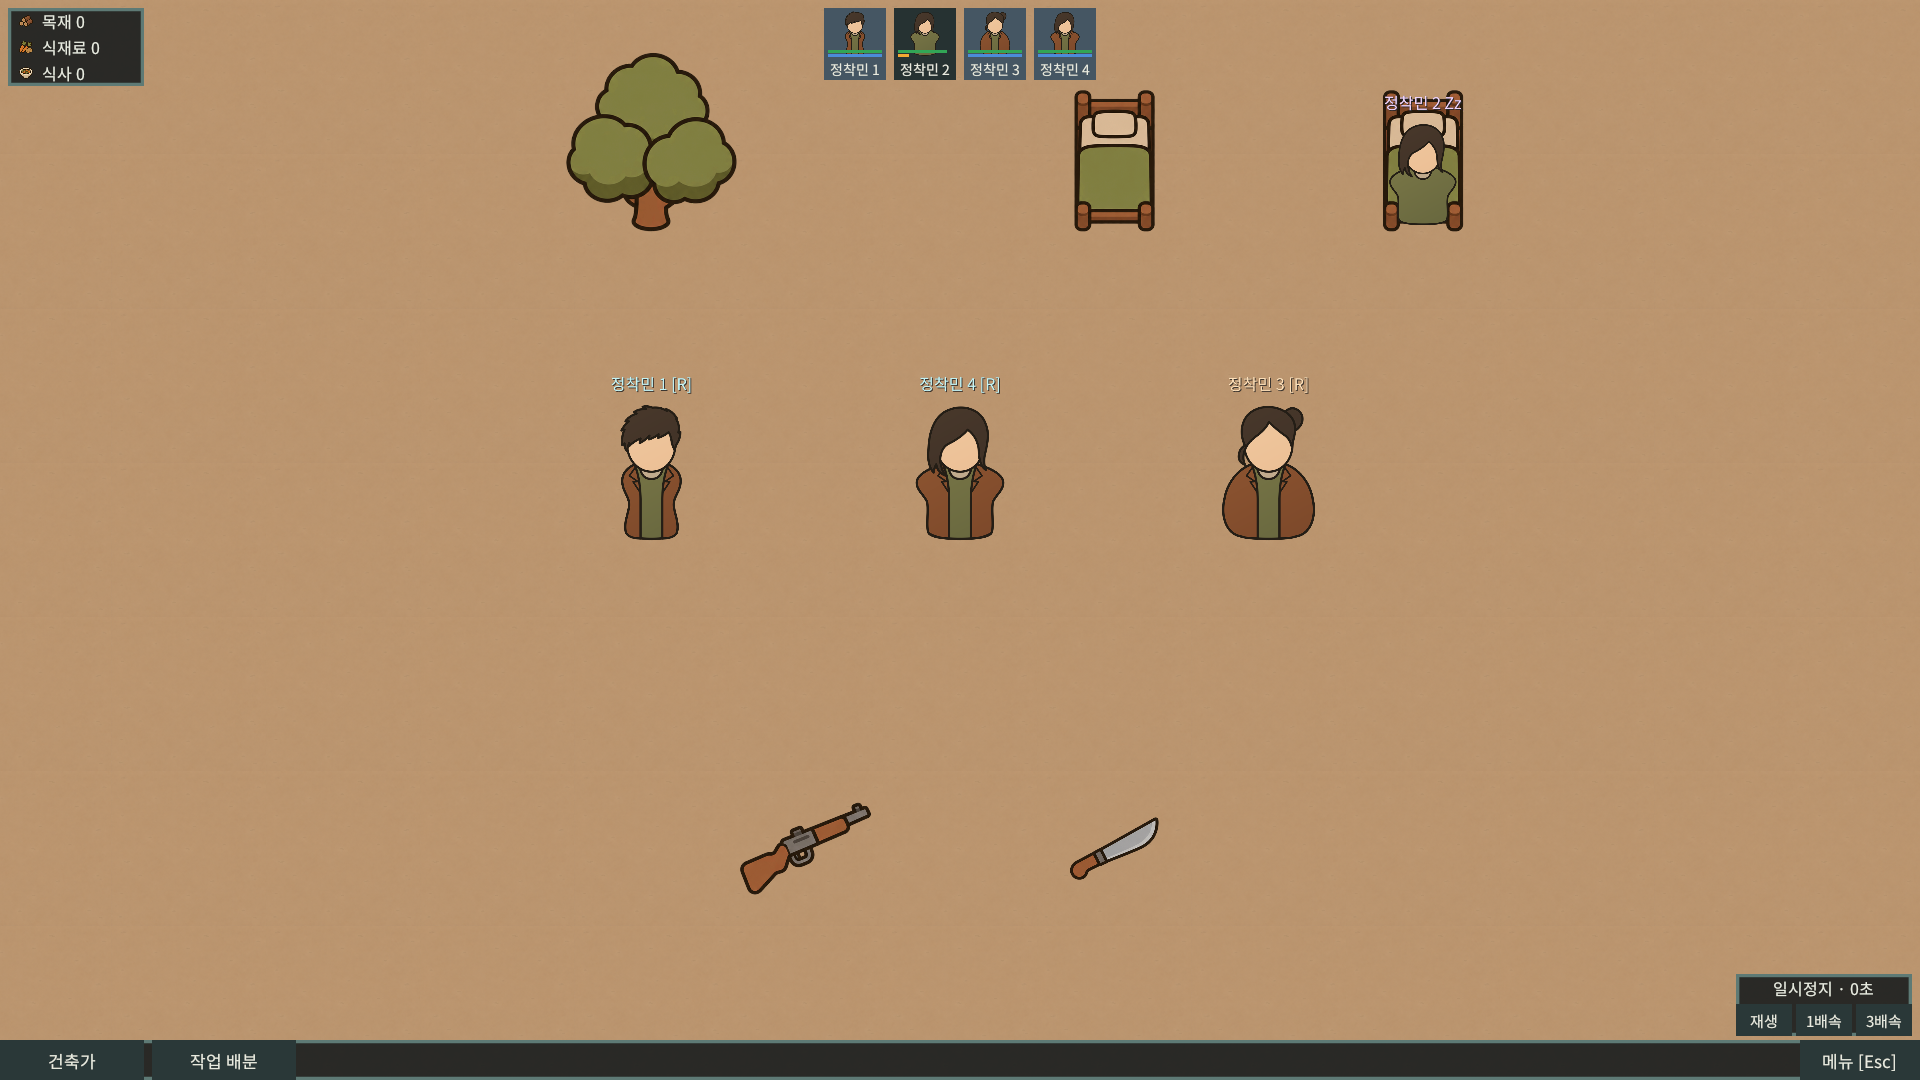 목재 0
식재료 0
식사 0
정착민 1
정착민 2
정착민 3
정착민 4
정착민 2 Zz
정착민 1 [R]
정착민 4 [R]
정착민 3 [R]
일시정지 · 0초
재생
1배속
3배속
건축가
작업 배분
메뉴 [Esc]